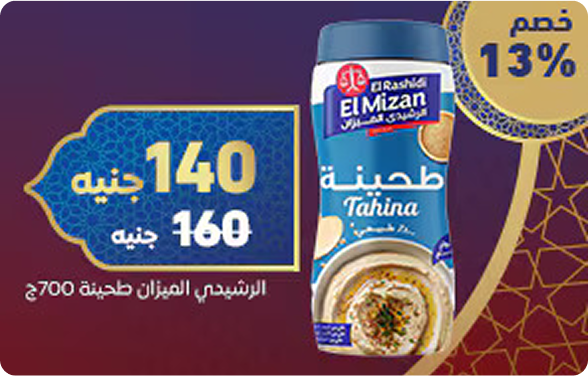 خصم
13%
El Rashidi
El Mizan
الرشيدي الميزان
طحينة
Tahina
140 جنيه
160 جنيه
الرشيدي الميزان طحينة 700ج